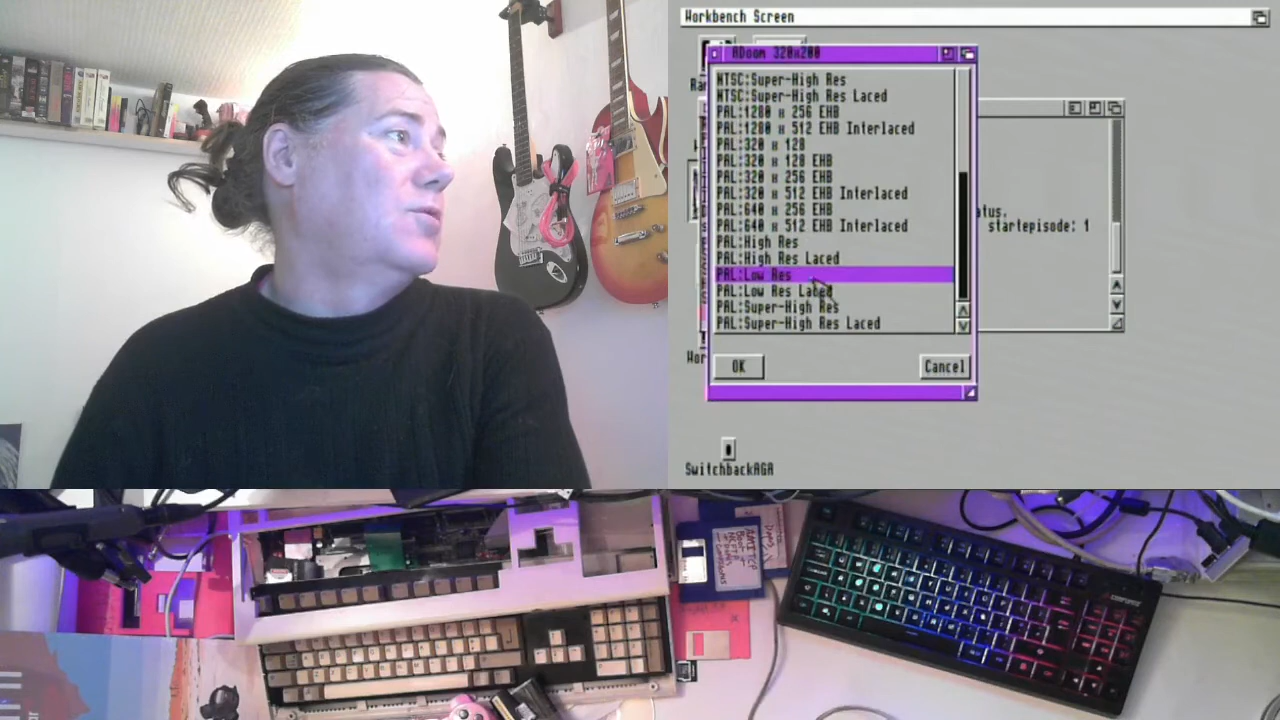 Workbench Screen
ADoom 320x200
NTSC:Super-High Res
NTSC:Super-High Res Laced
PAL:1280 x 256 EHB
PAL:1280 x 512 EHB Interlaced
PAL:320 x 128
PAL:320 x 128 EHB
PAL:320 x 256 EHB
PAL:320 x 512 EHB Interlaced
PAL:640 x 256 EHB
PAL:640 x 512 EHB Interlaced
PAL:High Res
PAL:High Res Laced
PAL:Low Res
PAL:Low Res Laced
PAL:Super-High Res
PAL:Super-High Res Laced
OK
Cancel
atus.
startepisode: 1
SwitchbackAGA
AMITCP